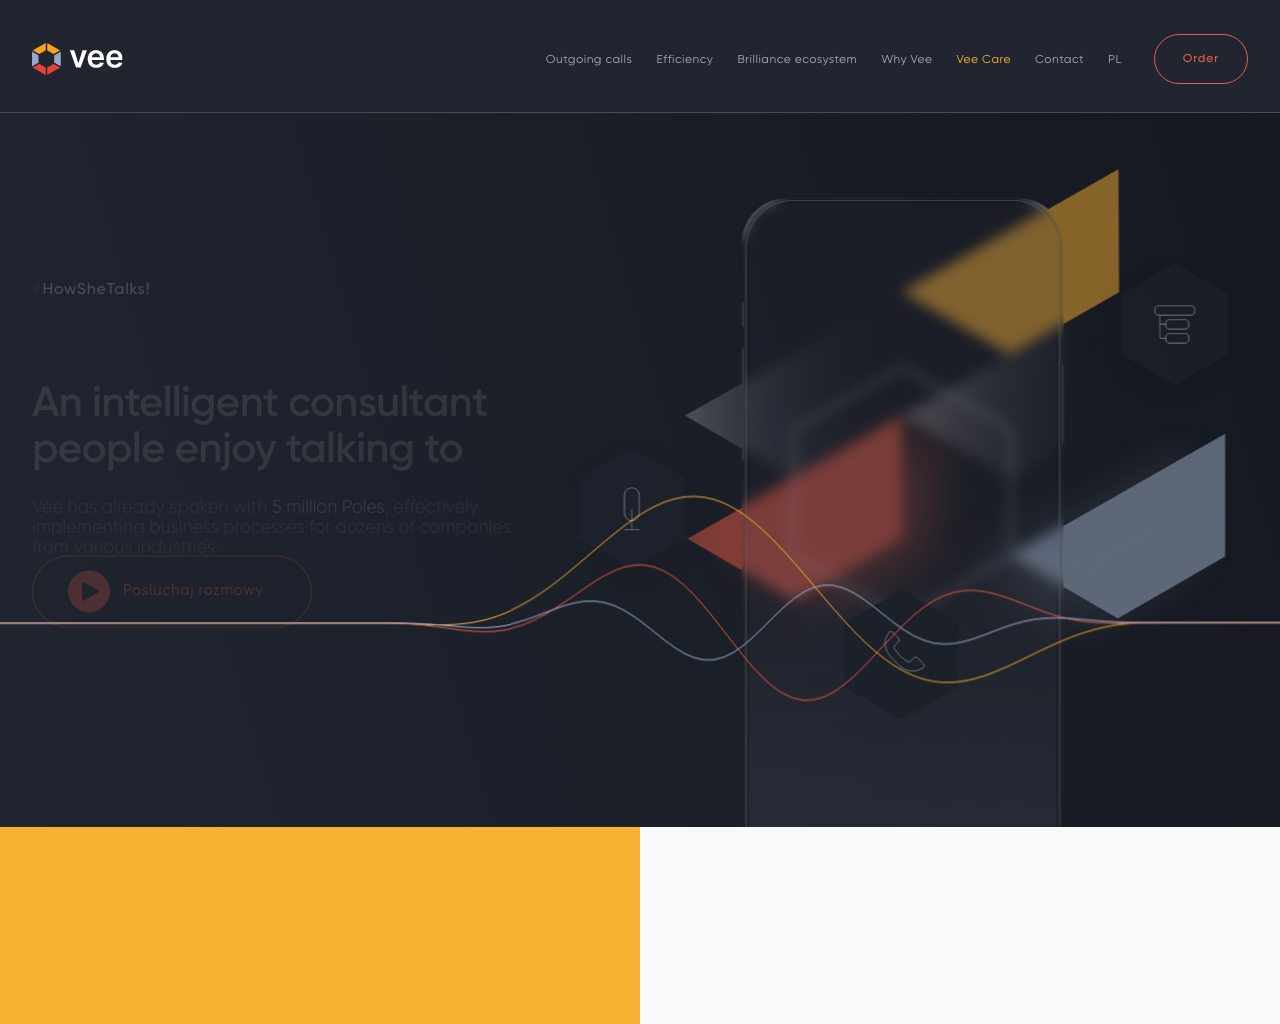 vee
Outgoing calls
Efficiency
Brilliance ecosystem
Why Vee
Vee Care
Contact
PL
Order
#HowSheTalks!
An intelligent consultant
people enjoy talking to
Vee has already spoken with 5 million Poles, effectively
implementing business processes for dozens of companies
from various industries.
Posłuchaj rozmowy